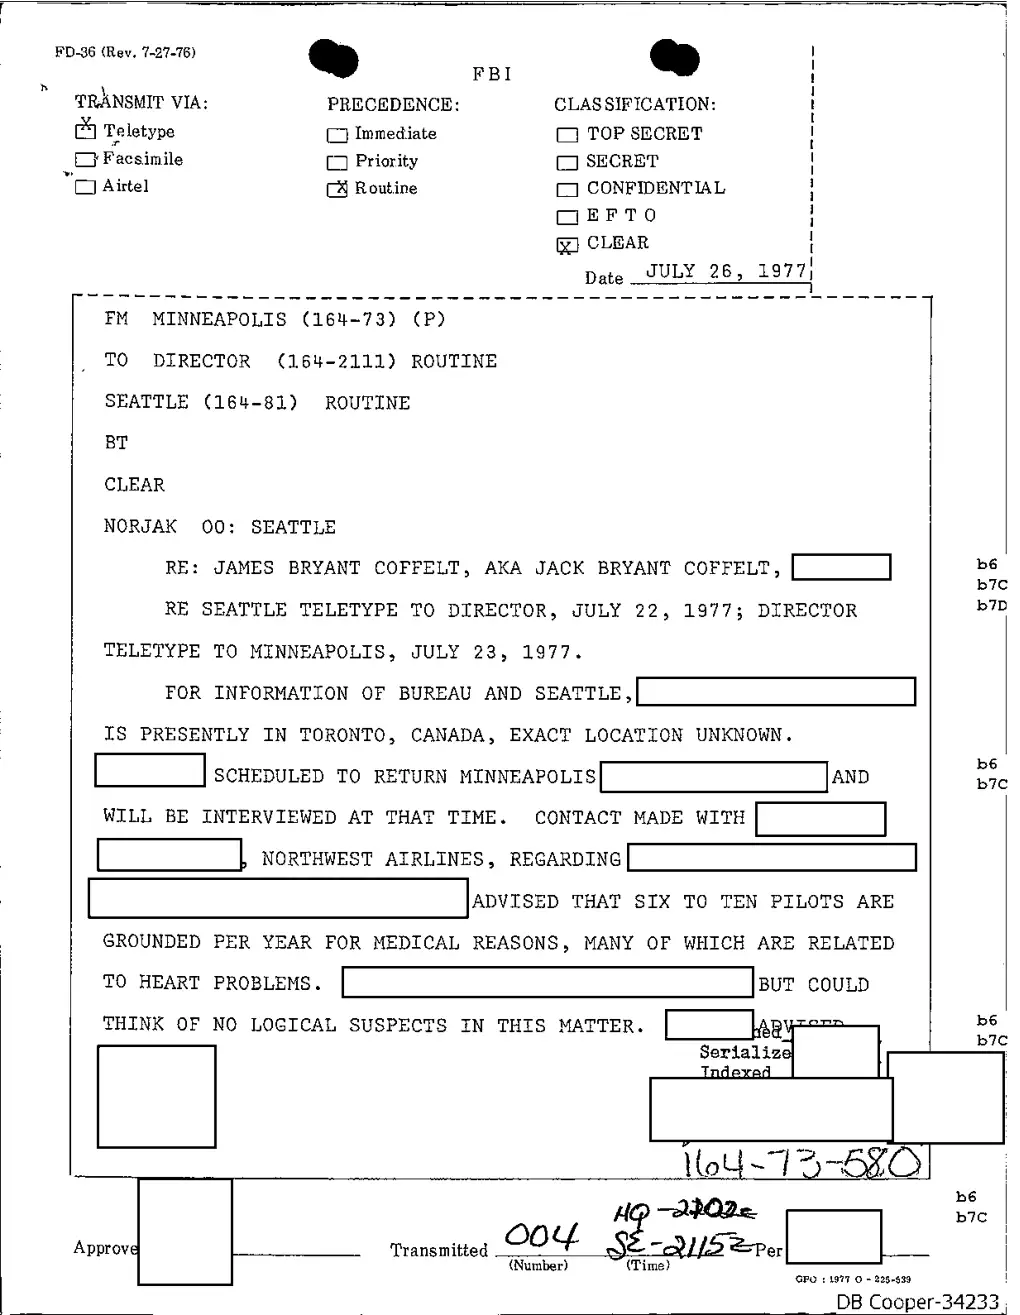 FD-36 (Rev. 7-27-76)
FBI
TRANSMIT VIA: PRECEDENCE: CLASSIFICATION:
X Teletype Immediate TOP SECRET
Facsimile Priority SECRET
Airtel X Routine CONFIDENTIAL
E F T O
X CLEAR
Date JULY 26, 1977
FM MINNEAPOLIS (164-73) (P)
TO DIRECTOR (164-2111) ROUTINE
SEATTLE (164-81) ROUTINE
BT
CLEAR
NORJAK OO: SEATTLE
RE: JAMES BRYANT COFFELT, AKA JACK BRYANT COFFELT, b6
b7C
RE SEATTLE TELETYPE TO DIRECTOR, JULY 22, 1977; DIRECTOR b7D
TELETYPE TO MINNEAPOLIS, JULY 23, 1977.
FOR INFORMATION OF BUREAU AND SEATTLE,
IS PRESENTLY IN TORONTO, CANADA, EXACT LOCATION UNKNOWN.
b6
SCHEDULED TO RETURN MINNEAPOLIS AND b7C
WILL BE INTERVIEWED AT THAT TIME. CONTACT MADE WITH
, NORTHWEST AIRLINES, REGARDING
ADVISED THAT SIX TO TEN PILOTS ARE
GROUNDED PER YEAR FOR MEDICAL REASONS, MANY OF WHICH ARE RELATED
TO HEART PROBLEMS. BUT COULD
THINK OF NO LOGICAL SUSPECTS IN THIS MATTER. ADVISED b6
b7C
Serialize
Indexed
164-73-580
b6
b7C
HQ-2702
Approve Transmitted 004 SE-2115Z Per
(Number) (Time)
GPO : 1977 O - 225-539
DB Cooper-34233